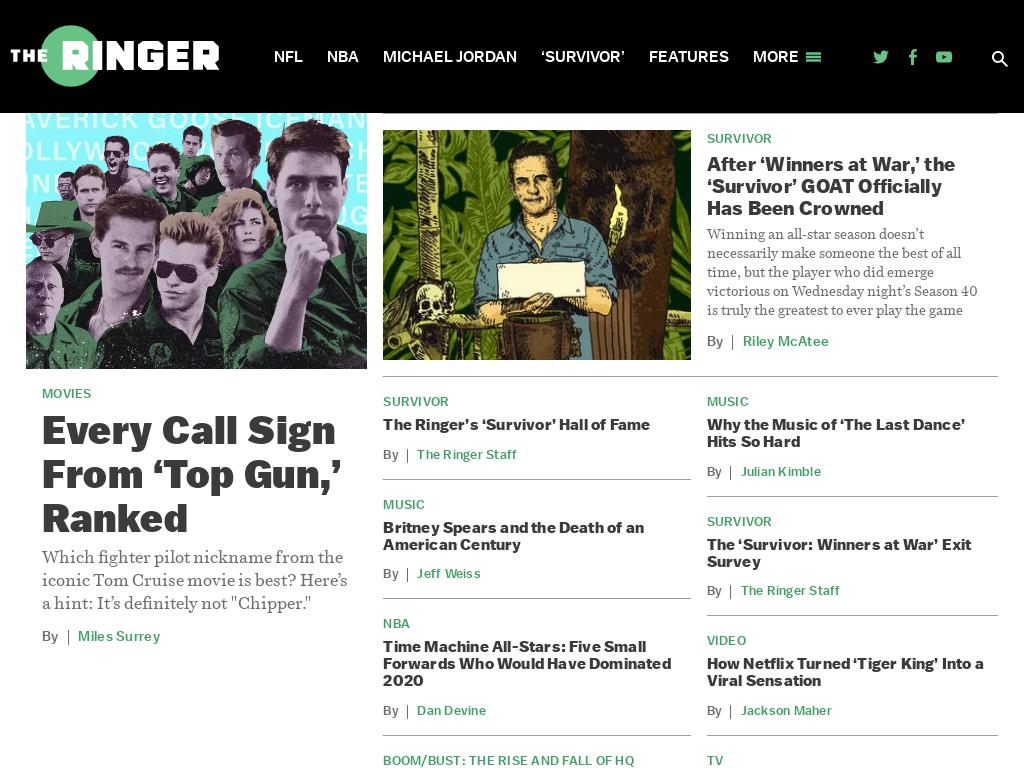 THE RINGER
NFL
NBA
MICHAEL JORDAN
‘SURVIVOR’
FEATURES
MORE
AVERICK GOOSE ICEMAN
MOVIES
Every Call Sign
From ‘Top Gun,’
Ranked
Which fighter pilot nickname from the
iconic Tom Cruise movie is best? Here’s
a hint: It’s definitely not "Chipper."
By | Miles Surrey
SURVIVOR
After ‘Winners at War,’ the
‘Survivor’ GOAT Officially
Has Been Crowned
Winning an all-star season doesn’t
necessarily make someone the best of all
time, but the player who did emerge
victorious on Wednesday night’s Season 40
is truly the greatest to ever play the game
By | Riley McAtee
SURVIVOR
The Ringer’s ‘Survivor’ Hall of Fame
By | The Ringer Staff
MUSIC
Britney Spears and the Death of an
American Century
By | Jeff Weiss
NBA
Time Machine All-Stars: Five Small
Forwards Who Would Have Dominated
2020
By | Dan Devine
BOOM/BUST: THE RISE AND FALL OF HQ
MUSIC
Why the Music of ‘The Last Dance’
Hits So Hard
By | Julian Kimble
SURVIVOR
The ‘Survivor: Winners at War’ Exit
Survey
By | The Ringer Staff
VIDEO
How Netflix Turned ‘Tiger King’ Into a
Viral Sensation
By | Jackson Maher
TV